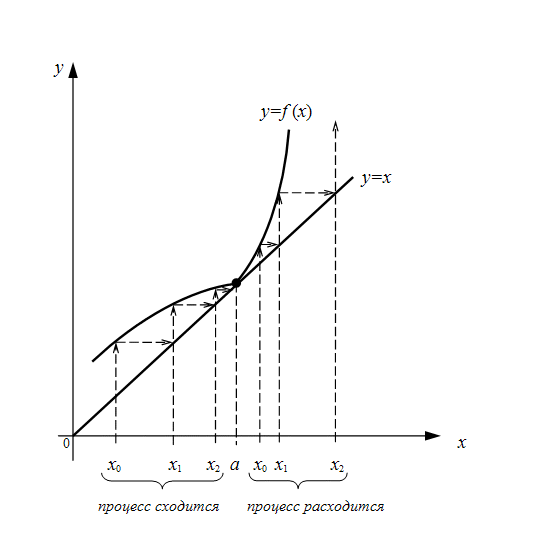 y
y=f (x)
y=x
0
x
x₀ x₁ x₂ a x₀ x₁ x₂
процесс сходится процесс расходится